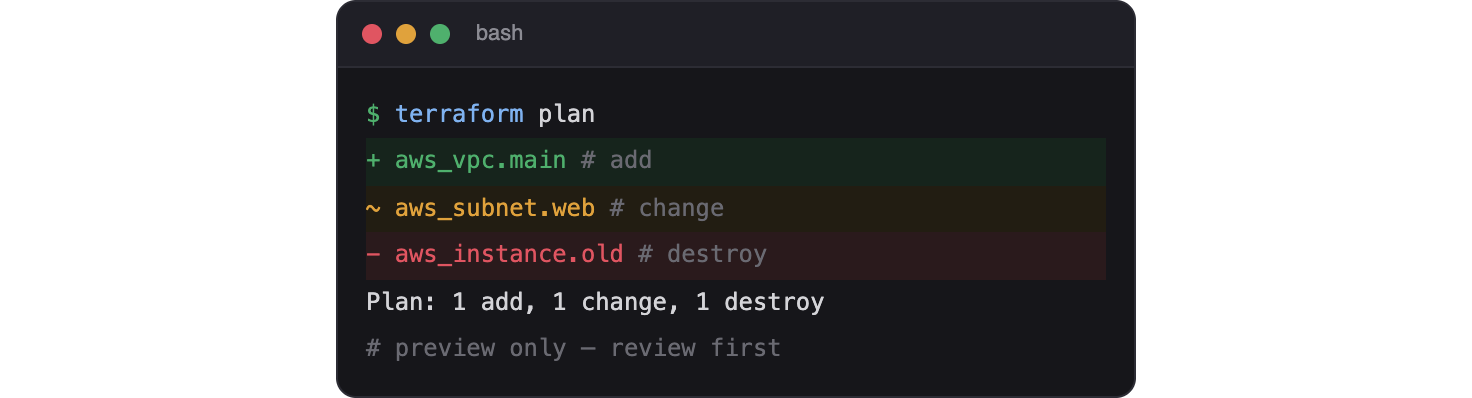 bash
$ terraform plan
+ aws_vpc.main # add
~ aws_subnet.web # change
- aws_instance.old # destroy
Plan: 1 add, 1 change, 1 destroy
# preview only — review first